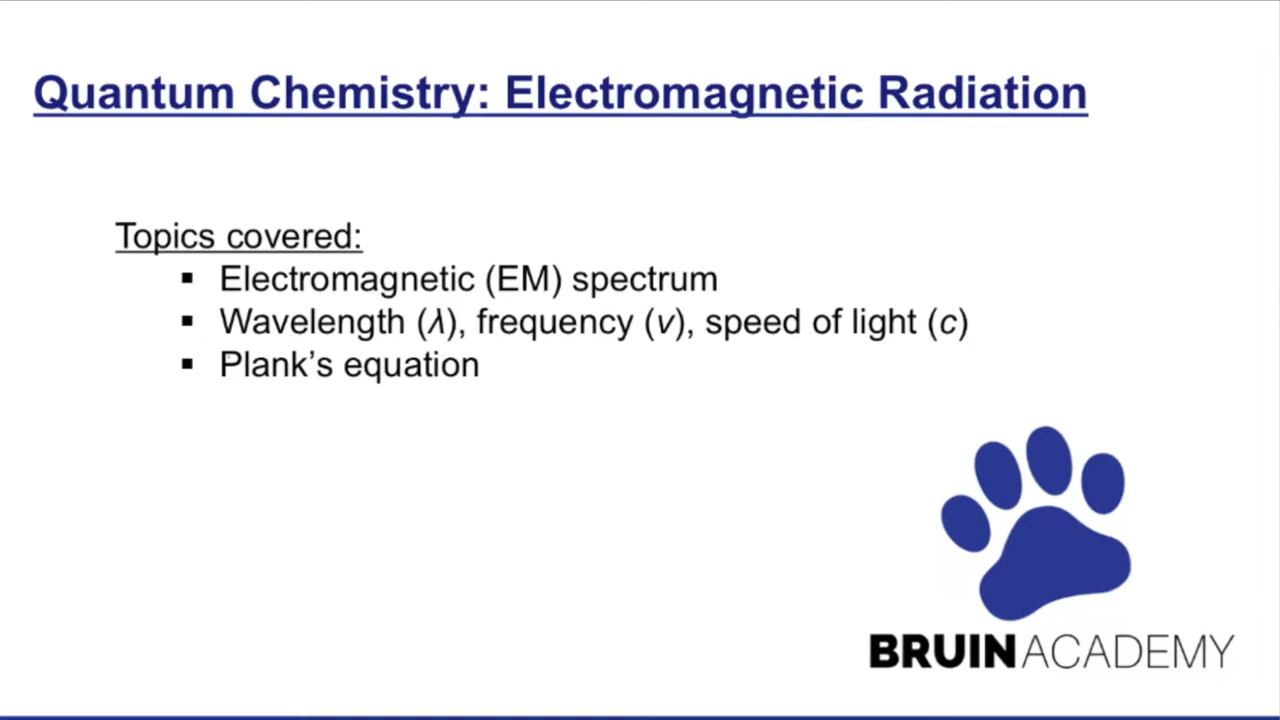 Quantum Chemistry: Electromagnetic Radiation
Topics covered:
▪ Electromagnetic (EM) spectrum
▪ Wavelength (λ), frequency (ν), speed of light (c)
▪ Plank’s equation
BRUINACADEMY